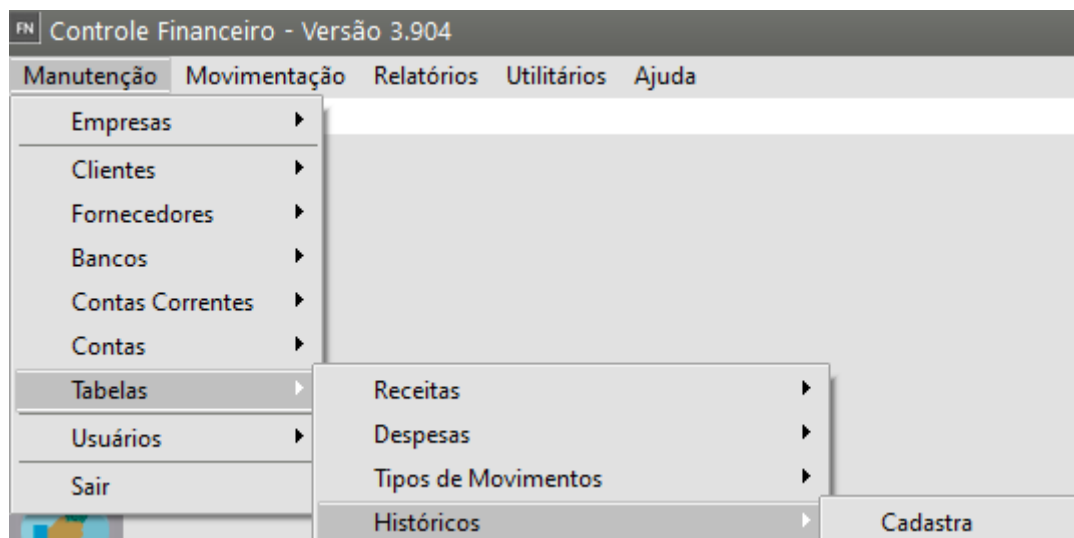 FN Controle Financeiro - Versão 3.904
Manutenção Movimentação Relatórios Utilitários Ajuda
Empresas
Clientes
Fornecedores
Bancos
Contas Correntes
Contas
Tabelas
Usuários
Sair
Receitas
Despesas
Tipos de Movimentos
Históricos
Cadastra